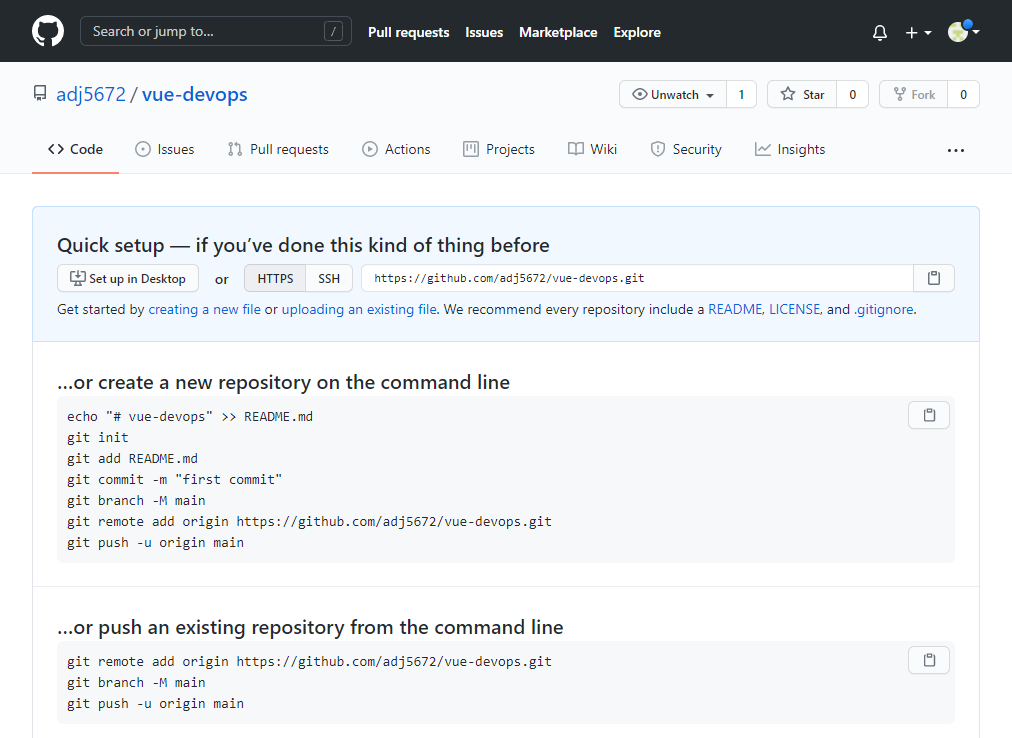 Search or jump to... / Pull requests Issues Marketplace Explore
adj5672 / vue-devops Unwatch 1 Star 0 Fork 0
Code Issues Pull requests Actions Projects Wiki Security Insights ...
Quick setup — if you’ve done this kind of thing before
Set up in Desktop or HTTPS SSH https://github.com/adj5672/vue-devops.git
Get started by creating a new file or uploading an existing file. We recommend every repository include a README, LICENSE, and .gitignore.
…or create a new repository on the command line
echo "# vue-devops" >> README.md
git init
git add README.md
git commit -m "first commit"
git branch -M main
git remote add origin https://github.com/adj5672/vue-devops.git
git push -u origin main
…or push an existing repository from the command line
git remote add origin https://github.com/adj5672/vue-devops.git
git branch -M main
git push -u origin main